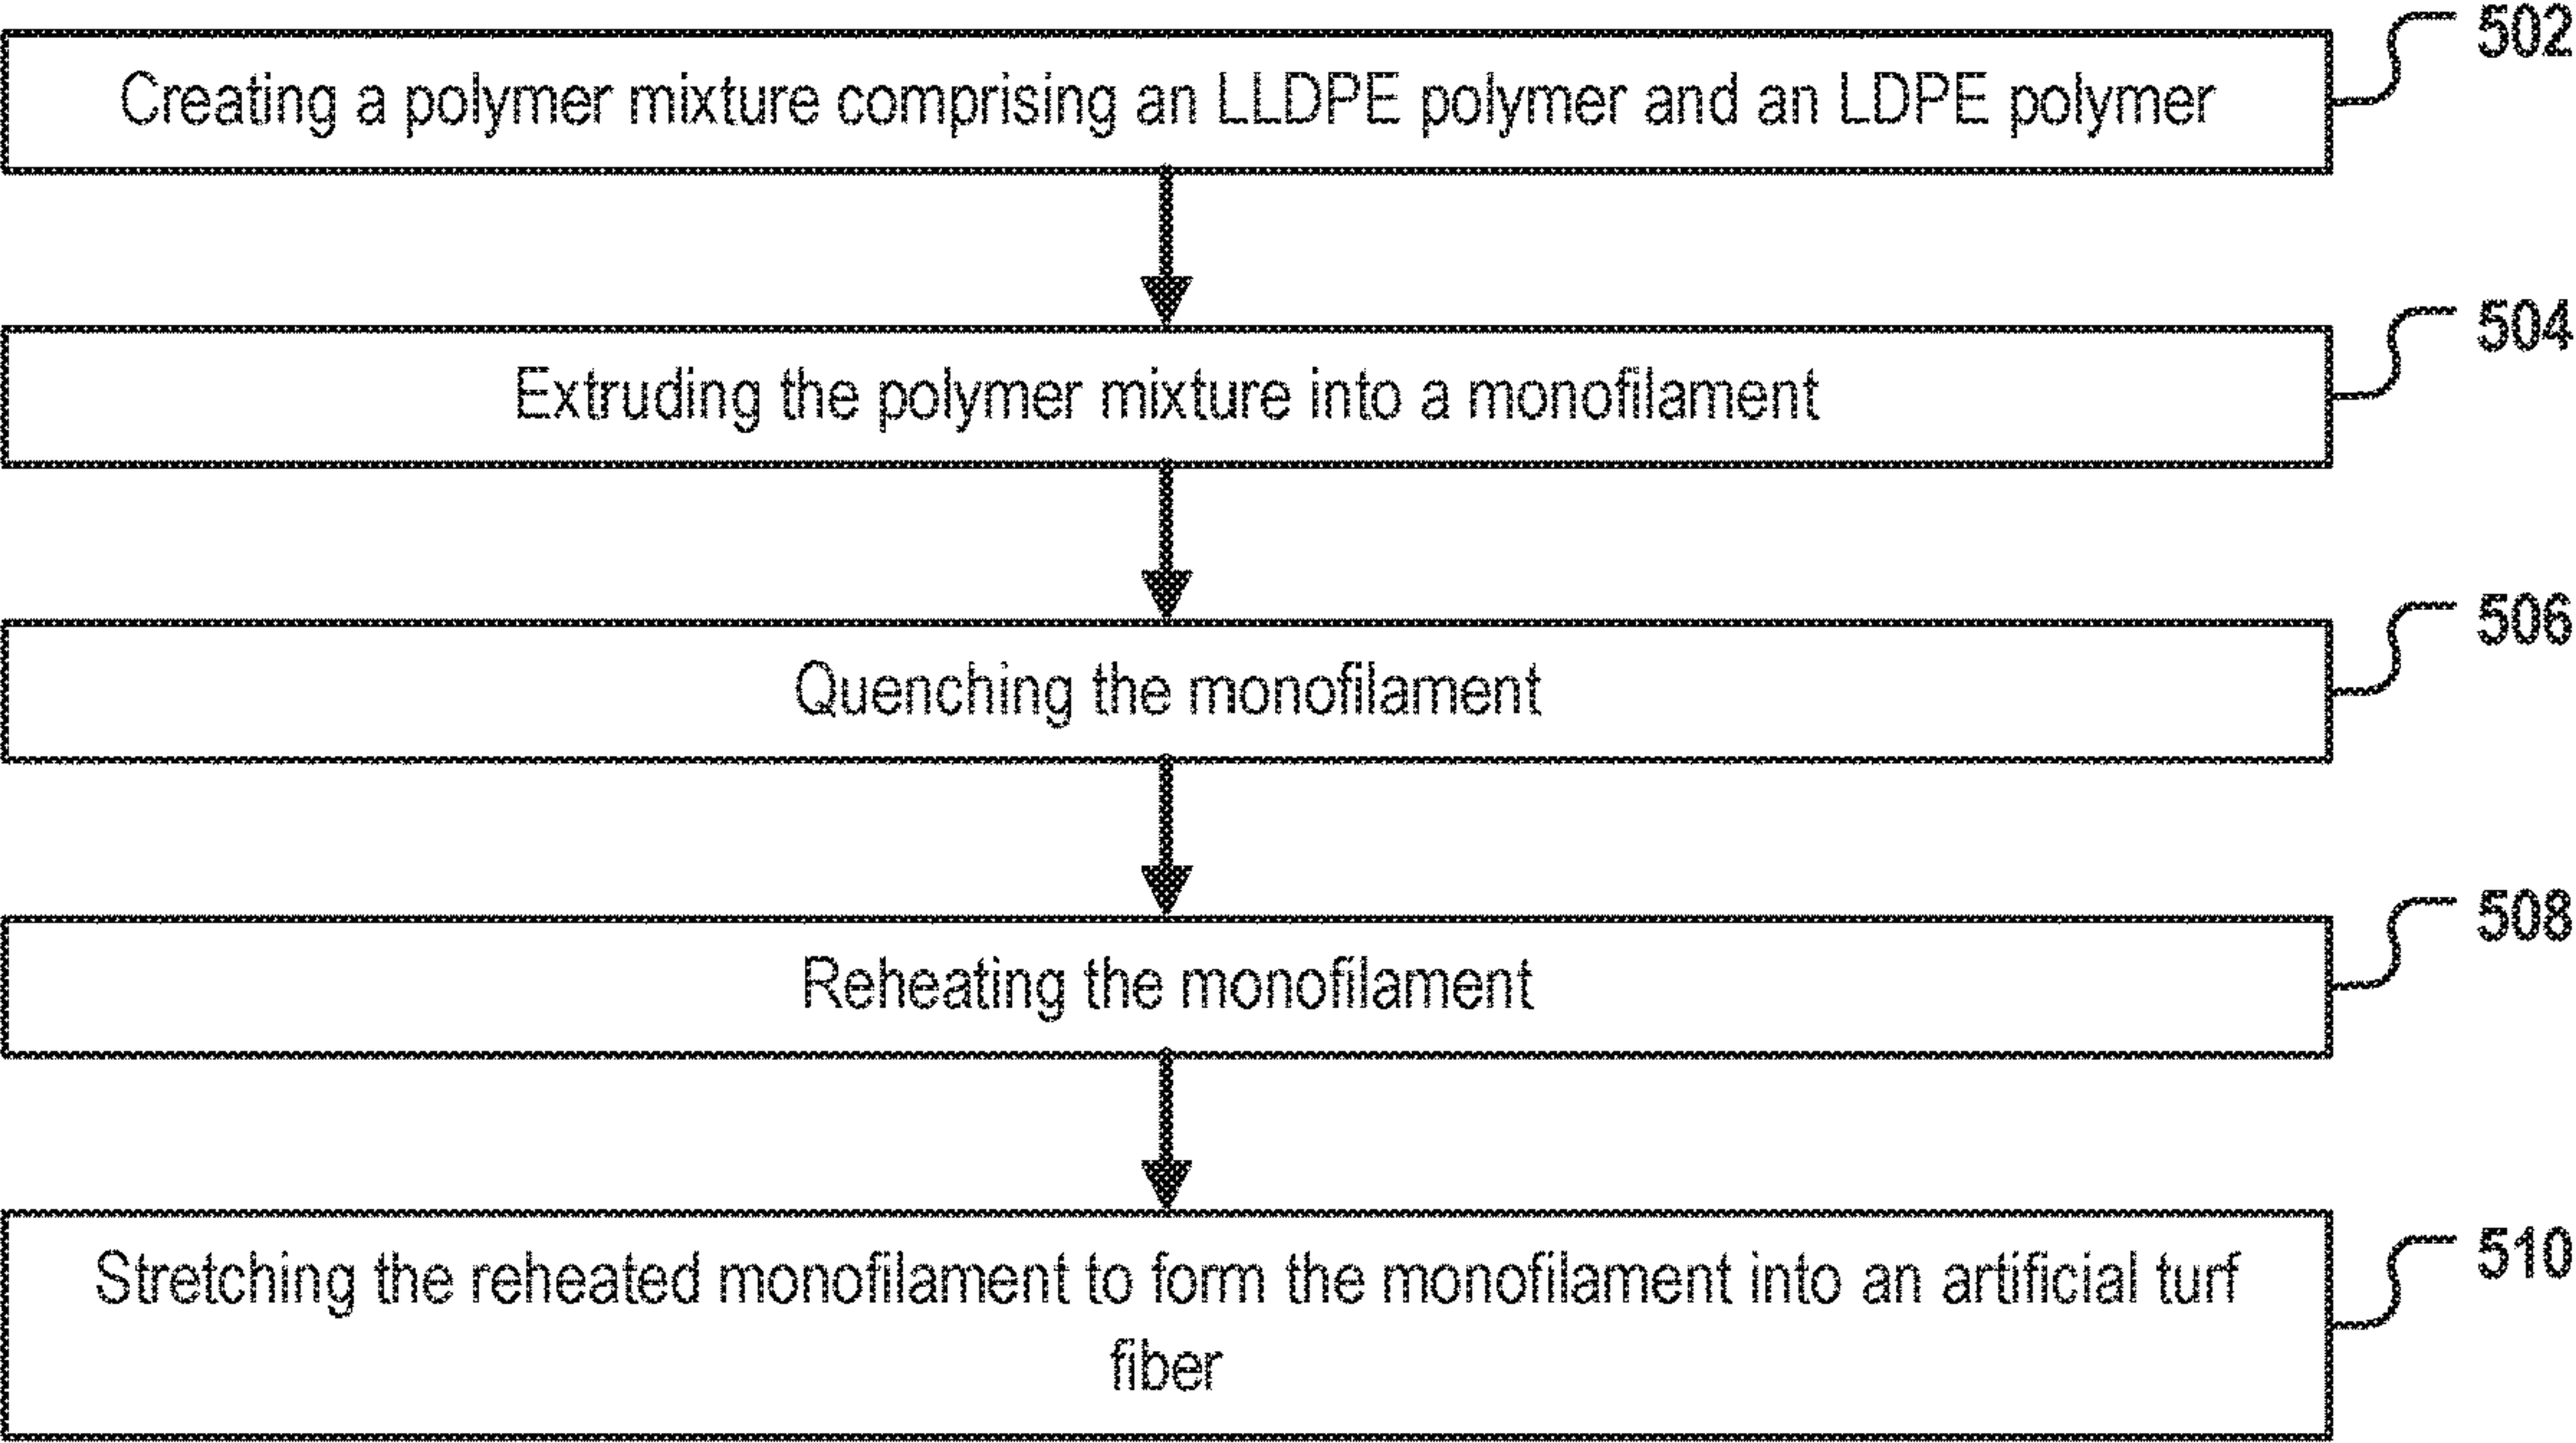 502
Creating a polymer mixture comprising an LLDPE polymer and an LDPE polymer
504
Extruding the polymer mixture into a monofilament
506
Quenching the monofilament
508
Reheating the monofilament
510
Stretching the reheated monofilament to form the monofilament into an artificial turf
fiber